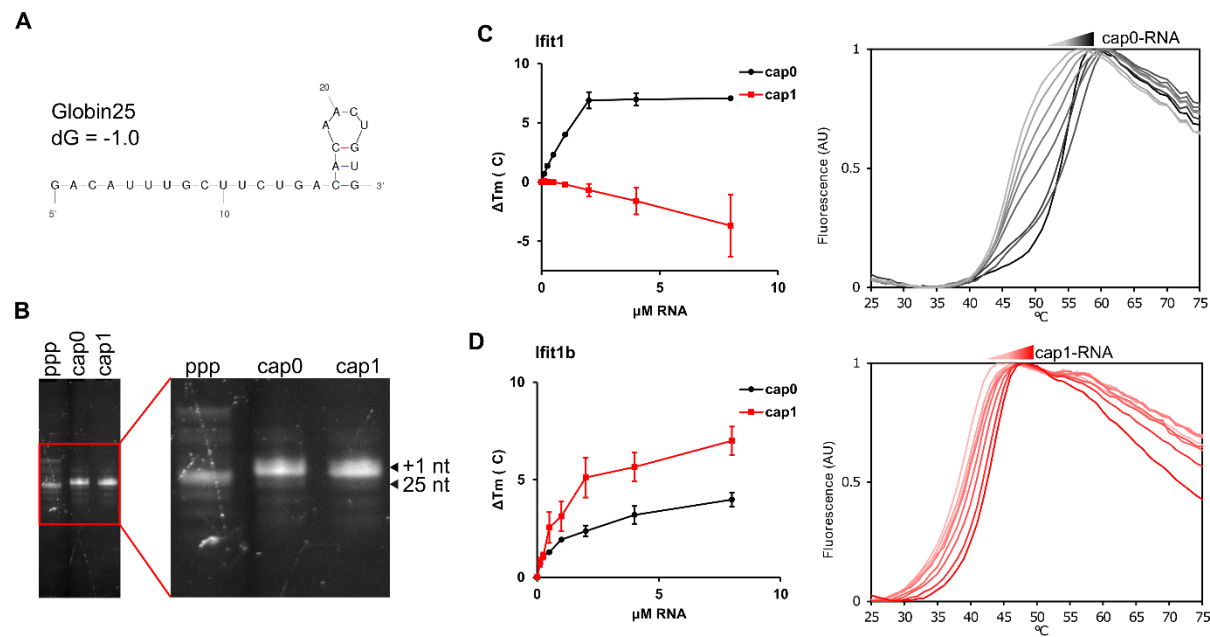 A
Globin25
dG = -1.0
20
A
A C
A U
C G
A U
G A C A U U U G C U U C U G A C G 3'
5'
10
B
ppp
cap0
cap1
ppp cap0 cap1
+1 nt
25 nt
C
Ifit1
ΔTm ( C)
10
5
0
-5
0 5 10
µM RNA
cap0
cap1
cap0-RNA
Fluorescence (AU)
1
0.5
0
25 30 35 40 45 50 55 60 65 70 75
ºC
D
Ifit1b
ΔTm ( C)
10
5
0
0 5 10
µM RNA
cap0
cap1
cap1-RNA
Fluorescence (AU)
1
0.5
0
25 30 35 40 45 50 55 60 65 70 75
ºC